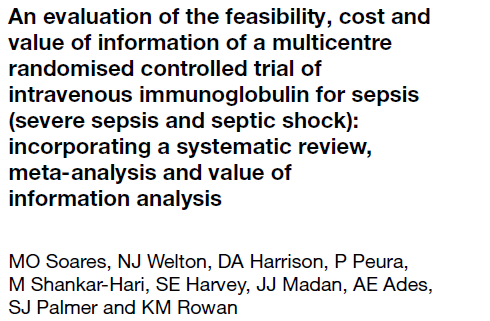 An evaluation of the feasibility, cost and
value of information of a multicentre
randomised controlled trial of
intravenous immunoglobulin for sepsis
(severe sepsis and septic shock):
incorporating a systematic review,
meta-analysis and value of
information analysis
MO Soares, NJ Welton, DA Harrison, P Peura,
M Shankar-Hari, SE Harvey, JJ Madan, AE Ades,
SJ Palmer and KM Rowan